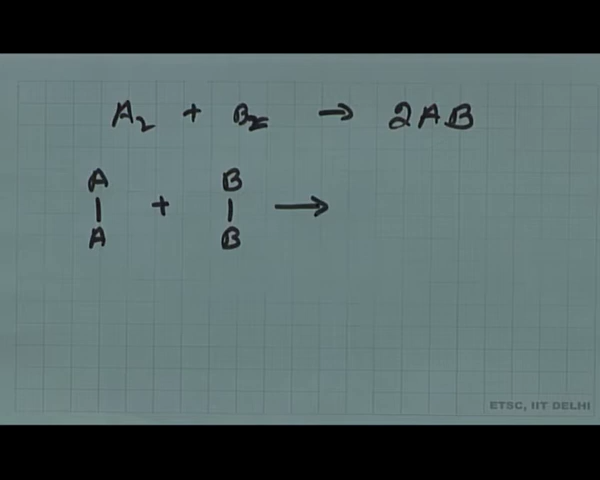 A₂ + B₂ → 2AB
A + B →
| |
A B
ETSC, IIT DELHI